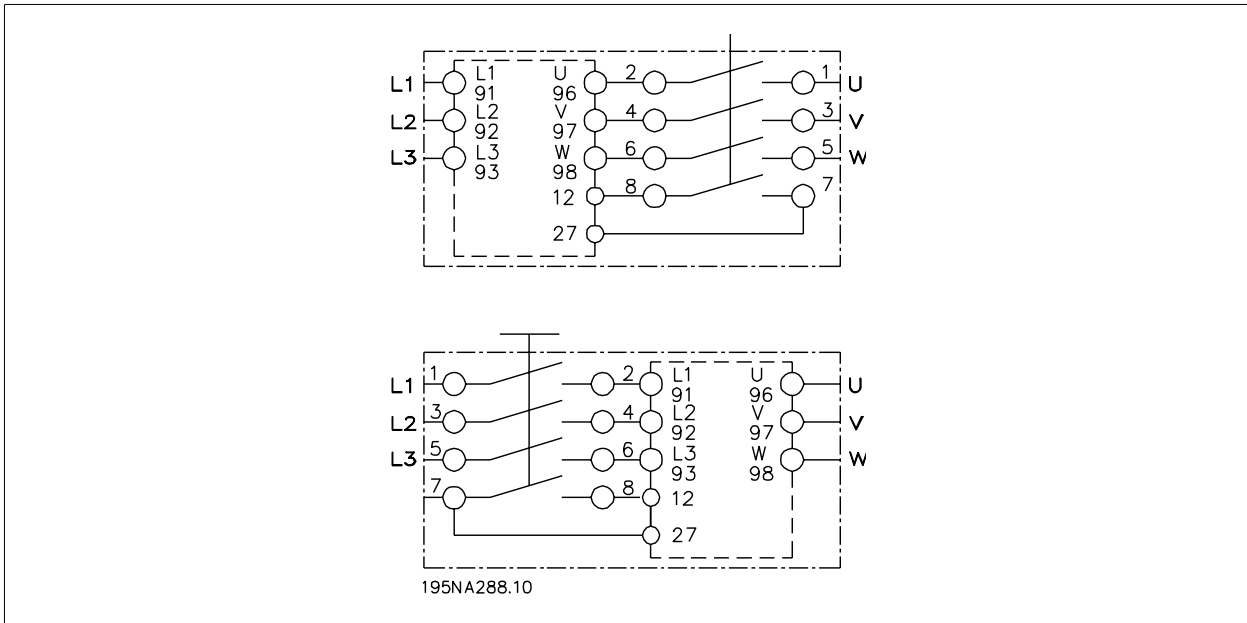 L1 L1 U 2 1 U
91 96
L2 L2 V 4 3 V
92 97
L3 L3 W 6 5 W
93 98
12 8 7
27
L1 1 2 L1 U U
91 96
L2 3 4 L2 V V
92 97
L3 5 6 L3 W W
93 98
7 8 12
27
195NA288.10